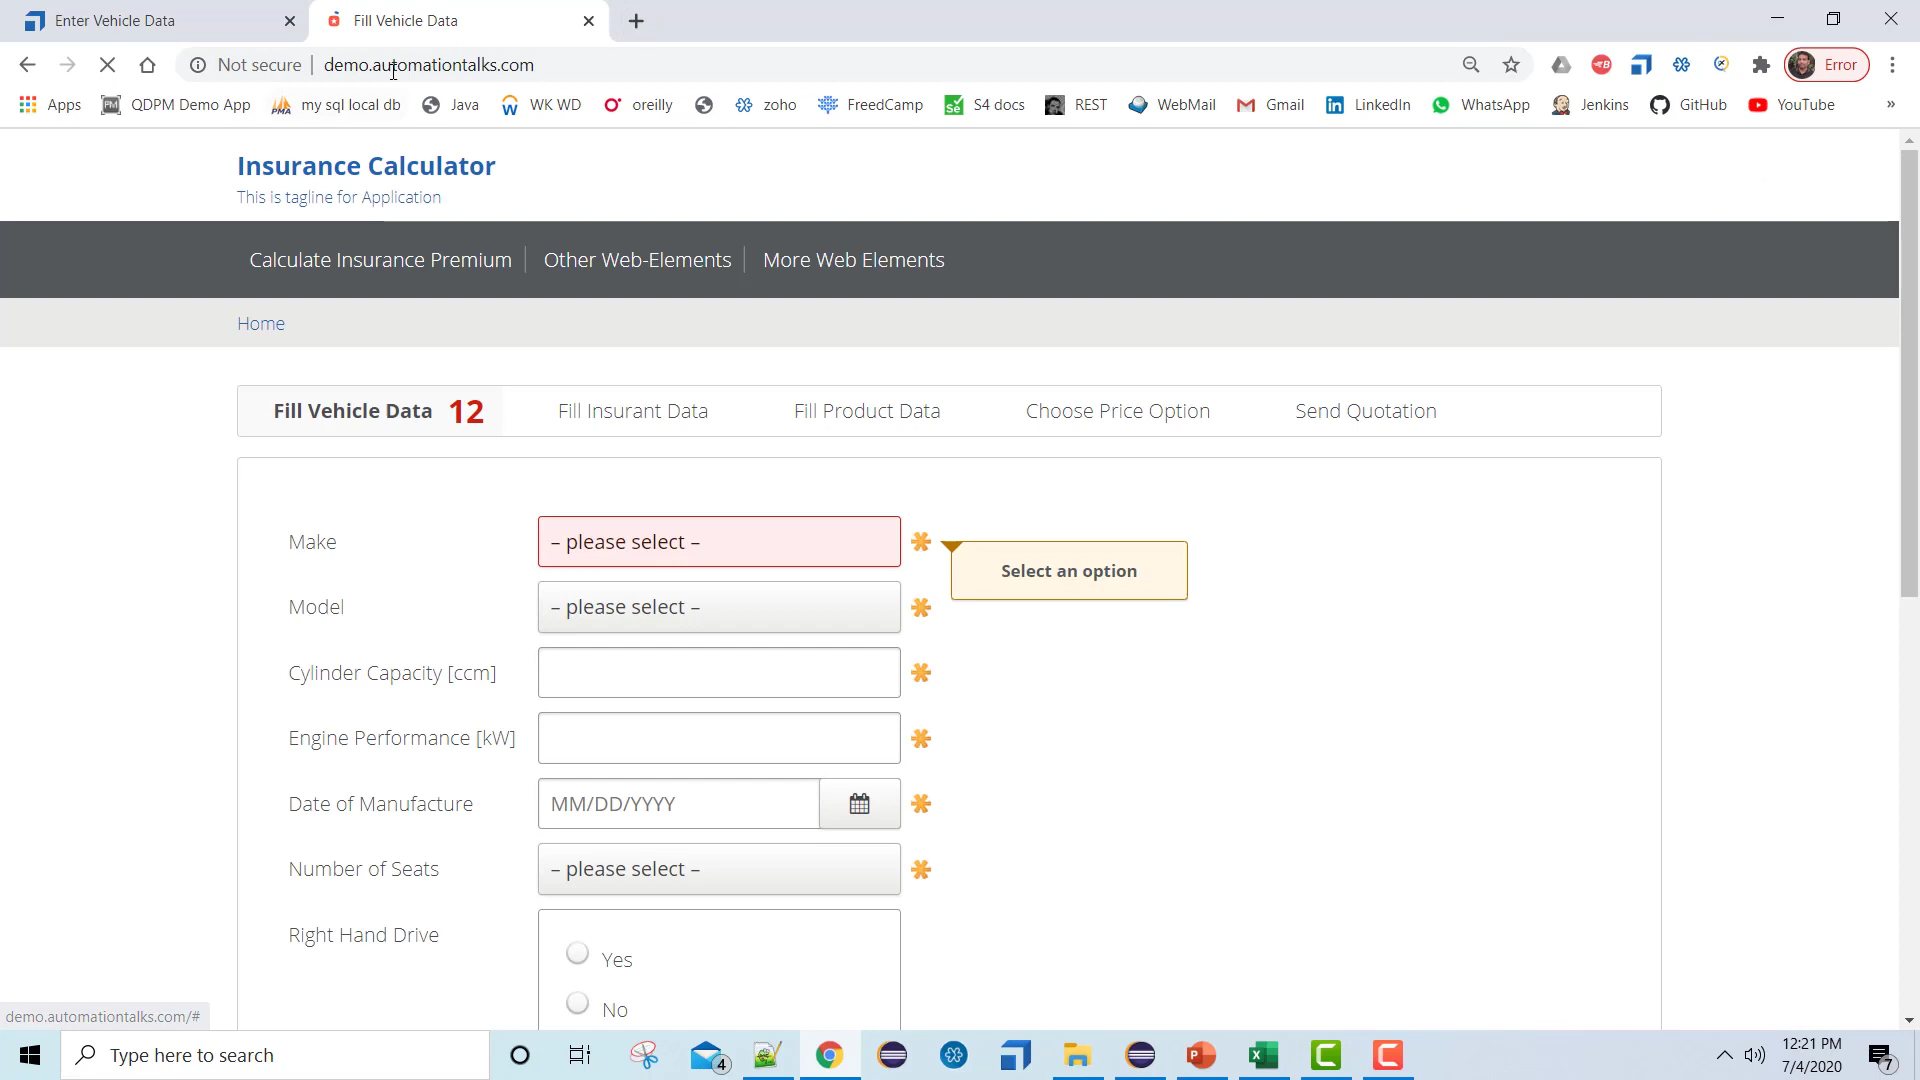 Enter Vehicle Data
Fill Vehicle Data
Not secure
demo.automationtalks.com
Error
Apps
QDPM Demo App
PMA
my sql local db
Java
WK WD
oreilly
zoho
FreedCamp
S4 docs
REST
WebMail
Gmail
LinkedIn
WhatsApp
Jenkins
GitHub
YouTube
»
Insurance Calculator
This is tagline for Application
Calculate Insurance Premium
Other Web-Elements
More Web Elements
Home
Fill Vehicle Data 12
Fill Insurant Data
Fill Product Data
Choose Price Option
Send Quotation
Make
– please select –
Select an option
Model
– please select –
Cylinder Capacity [ccm]
Engine Performance [kW]
Date of Manufacture
MM/DD/YYYY
Number of Seats
– please select –
Right Hand Drive
Yes
No
demo.automationtalks.com/#
Type here to search
4
12:21 PM
7/4/2020
7